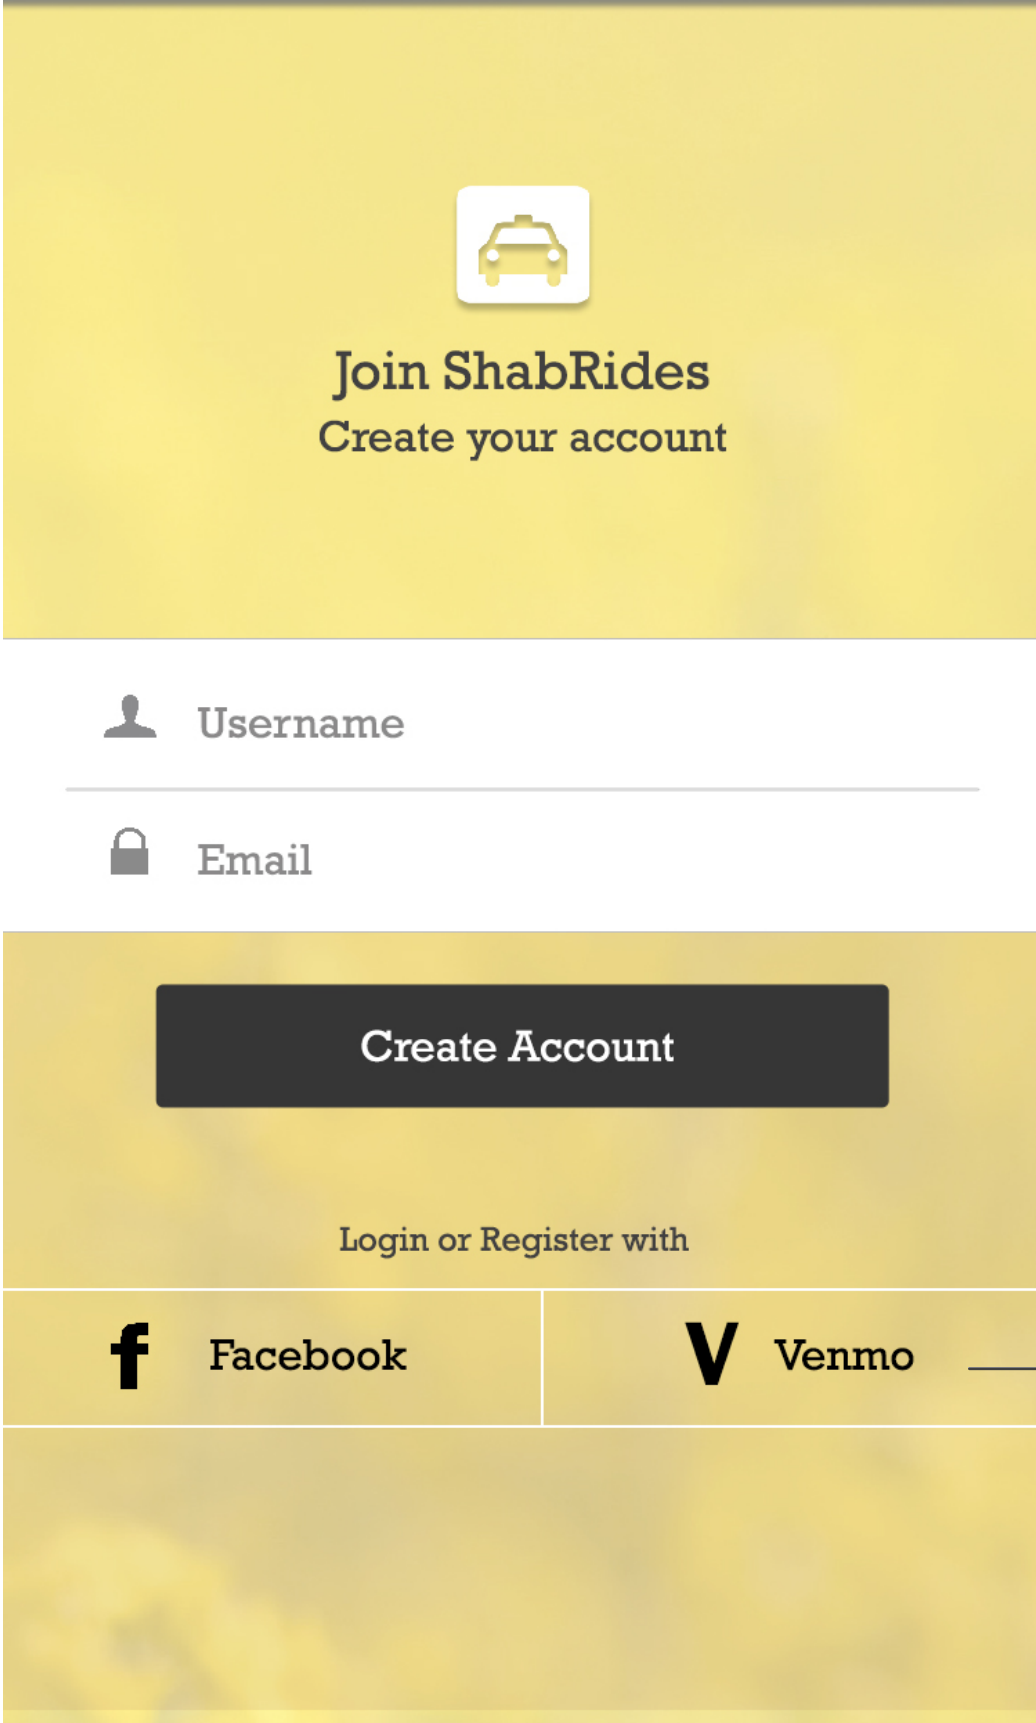 Join ShabRides
Create your account
Username
Email
Create Account
Login or Register with
f Facebook
V Venmo